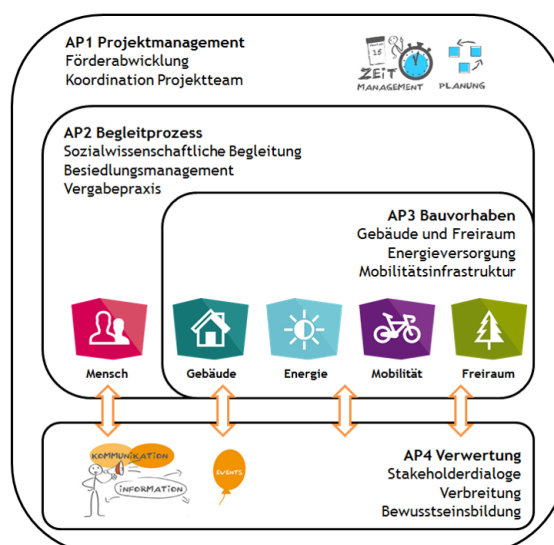 AP1 Projektmanagement
Förderabwicklung
Koordination Projektteam
15
ZEiT
MANAGEMENT
PLANUNG
AP2 Begleitprozess
Sozialwissenschaftliche Begleitung
Besiedlungsmanagement
Vergabepraxis
AP3 Bauvorhaben
Gebäude und Freiraum
Energieversorgung
Mobilitätsinfrastruktur
Mensch
Gebäude
Energie
Mobilität
Freiraum
KOMMUNIKATION
INFORMATION
EVENTS
AP4 Verwertung
Stakeholderdialoge
Verbreitung
Bewusstseinsbildung